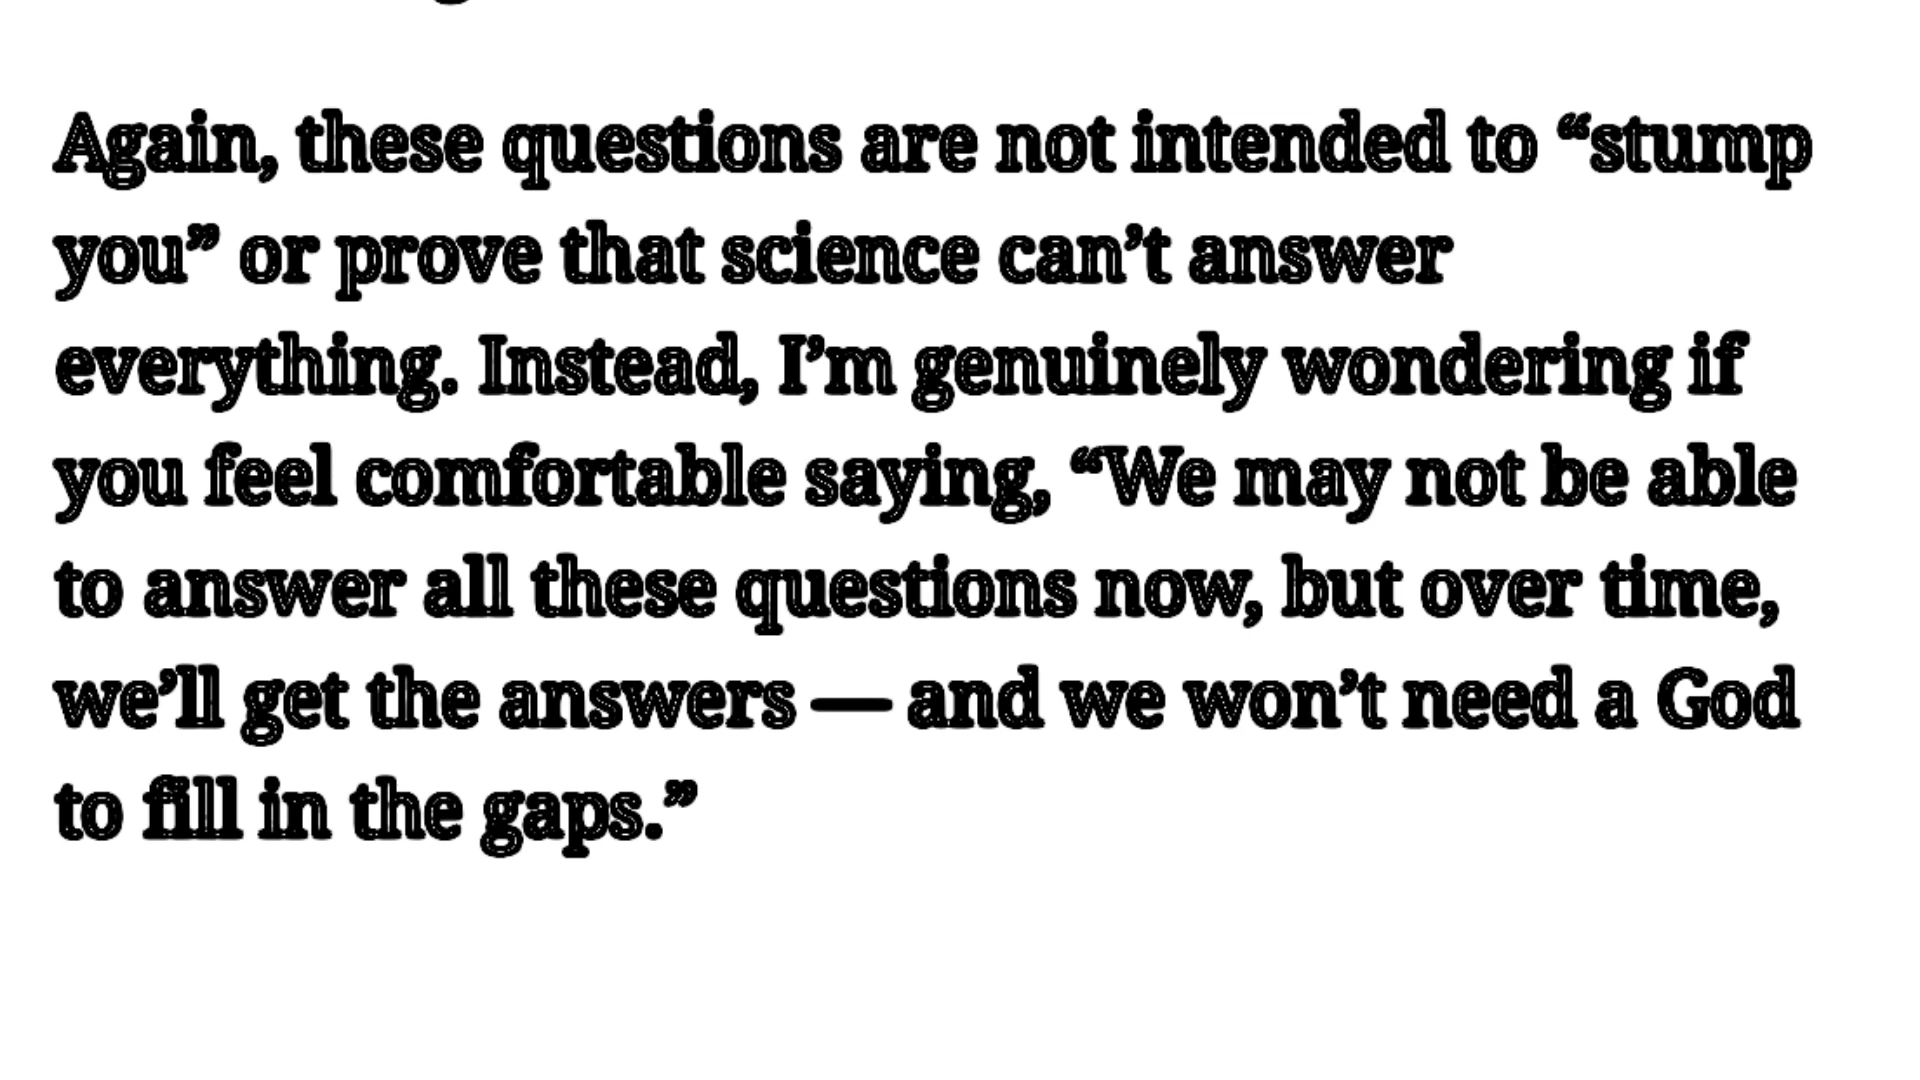 Again, these questions are not intended to “stump
you” or prove that science can’t answer
everything. Instead, I’m genuinely wondering if
you feel comfortable saying, “We may not be able
to answer all these questions now, but over time,
we’ll get the answers — and we won’t need a God
to fill in the gaps.”